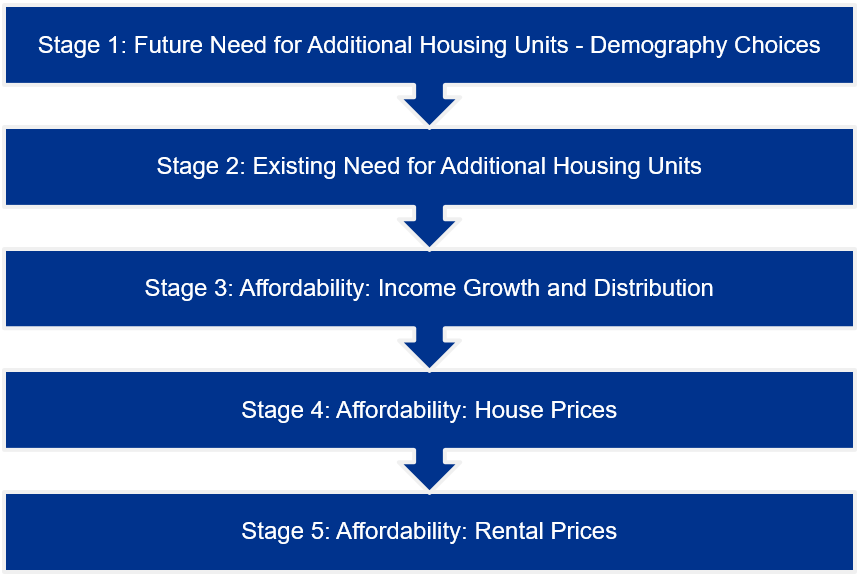 Stage 1: Future Need for Additional Housing Units - Demography Choices
Stage 2: Existing Need for Additional Housing Units
Stage 3: Affordability: Income Growth and Distribution
Stage 4: Affordability: House Prices
Stage 5: Affordability: Rental Prices